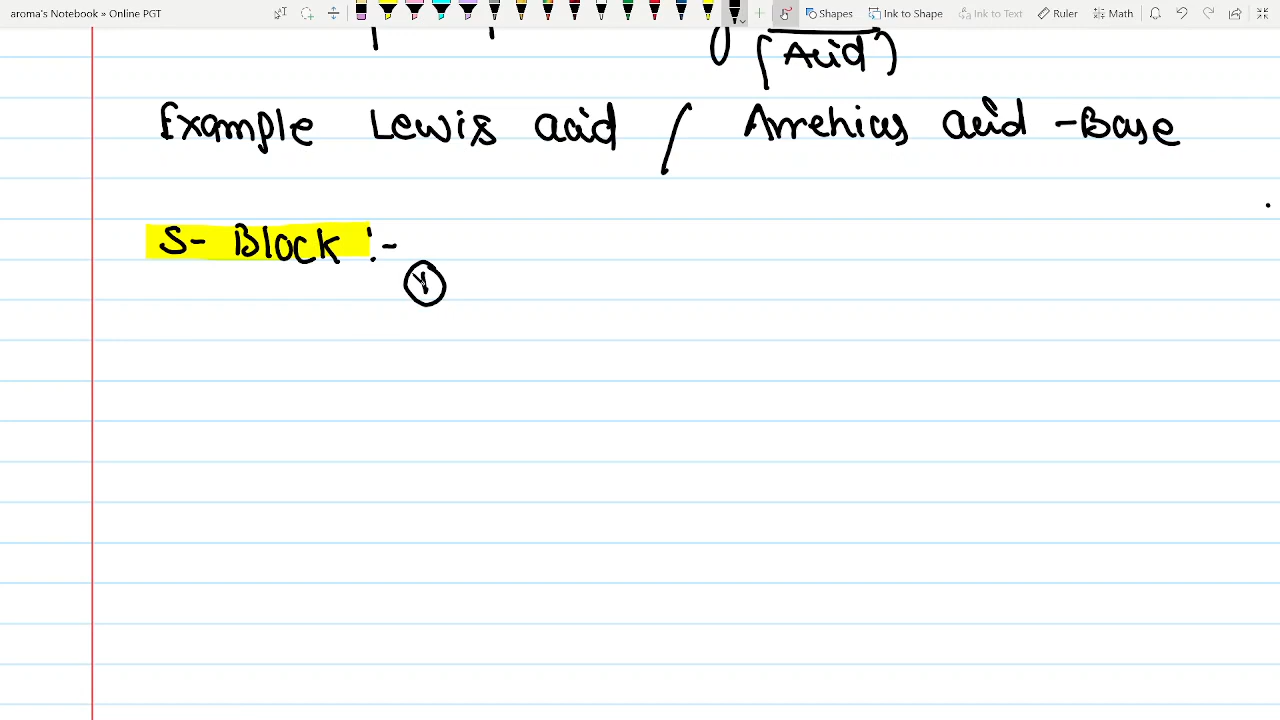 aroma's Notebook » Online PGT
Shapes
Ink to Shape
Ink to Text
Ruler
Math
(Acid)
Example Lewis acid / Arrehias acid -Base
S- Block :-